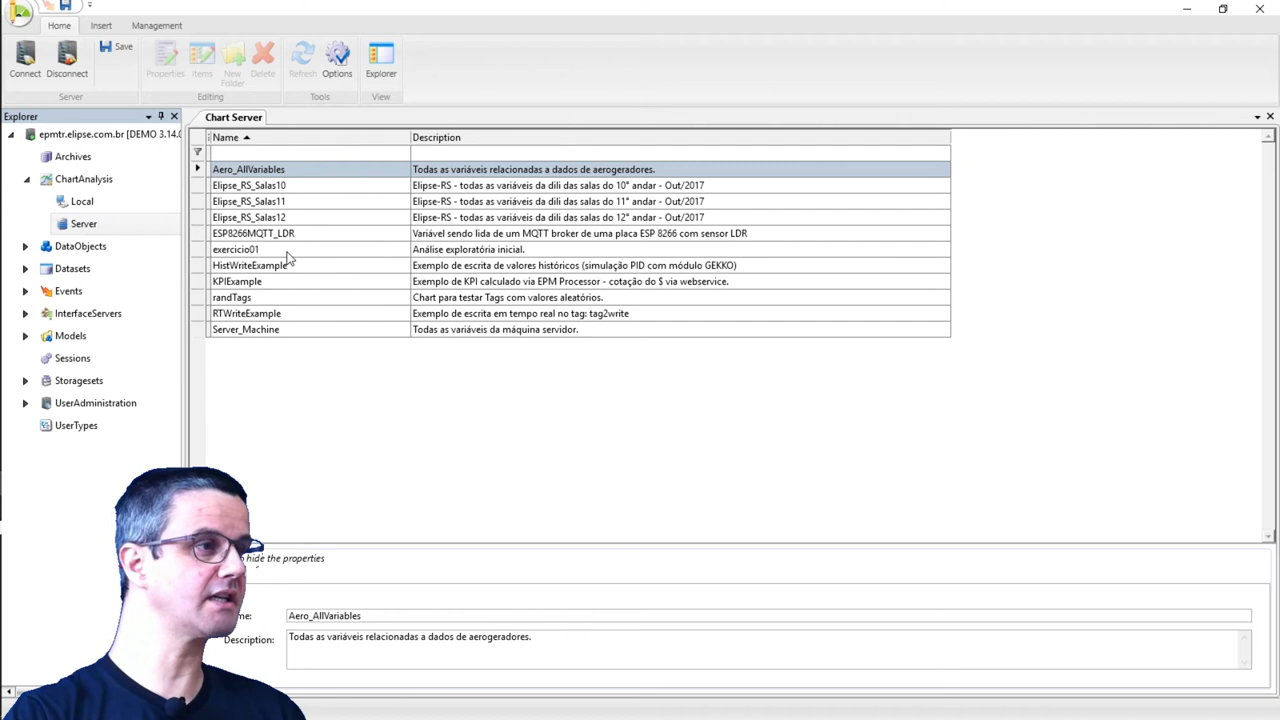 Home Insert Management
Save
Connect Disconnect Properties Items New Folder Delete Refresh Options Explorer
Server Editing Tools View
Explorer
Chart Server
epmtr.elipse.com.br [DEMO 3.14.0
Archives
ChartAnalysis
Local
Server
DataObjects
Datasets
Events
InterfaceServers
Models
Sessions
Storagesets
UserAdministration
UserTypes
Name Description
Aero_AllVariables Todas as variáveis relacionadas a dados de aerogeradores.
Elipse_RS_Salas10 Elipse-RS - todas as variáveis da dili das salas do 10° andar - Out/2017
Elipse_RS_Salas11 Elipse-RS - todas as variáveis da dili das salas do 11° andar - Out/2017
Elipse_RS_Salas12 Elipse-RS - todas as variáveis da dili das salas do 12° andar - Out/2017
ESP8266MQTT_LDR Variável sendo lida de um MQTT broker de uma placa ESP 8266 com sensor LDR
exercicio01 Análise exploratória inicial.
HistWriteExample Exemplo de escrita de valores históricos (simulação PID com módulo GEKKO)
KPIExample Exemplo de KPI calculado via EPM Processor - cotação do $ via webservice.
randTags Chart para testar Tags com valores aleatórios.
RTWriteExample Exemplo de escrita em tempo real no tag: tag2write
Server_Machine Todas as variáveis da máquina servidor.
hide the properties
me: Aero_AllVariables
Description: Todas as variáveis relacionadas a dados de aerogeradores.